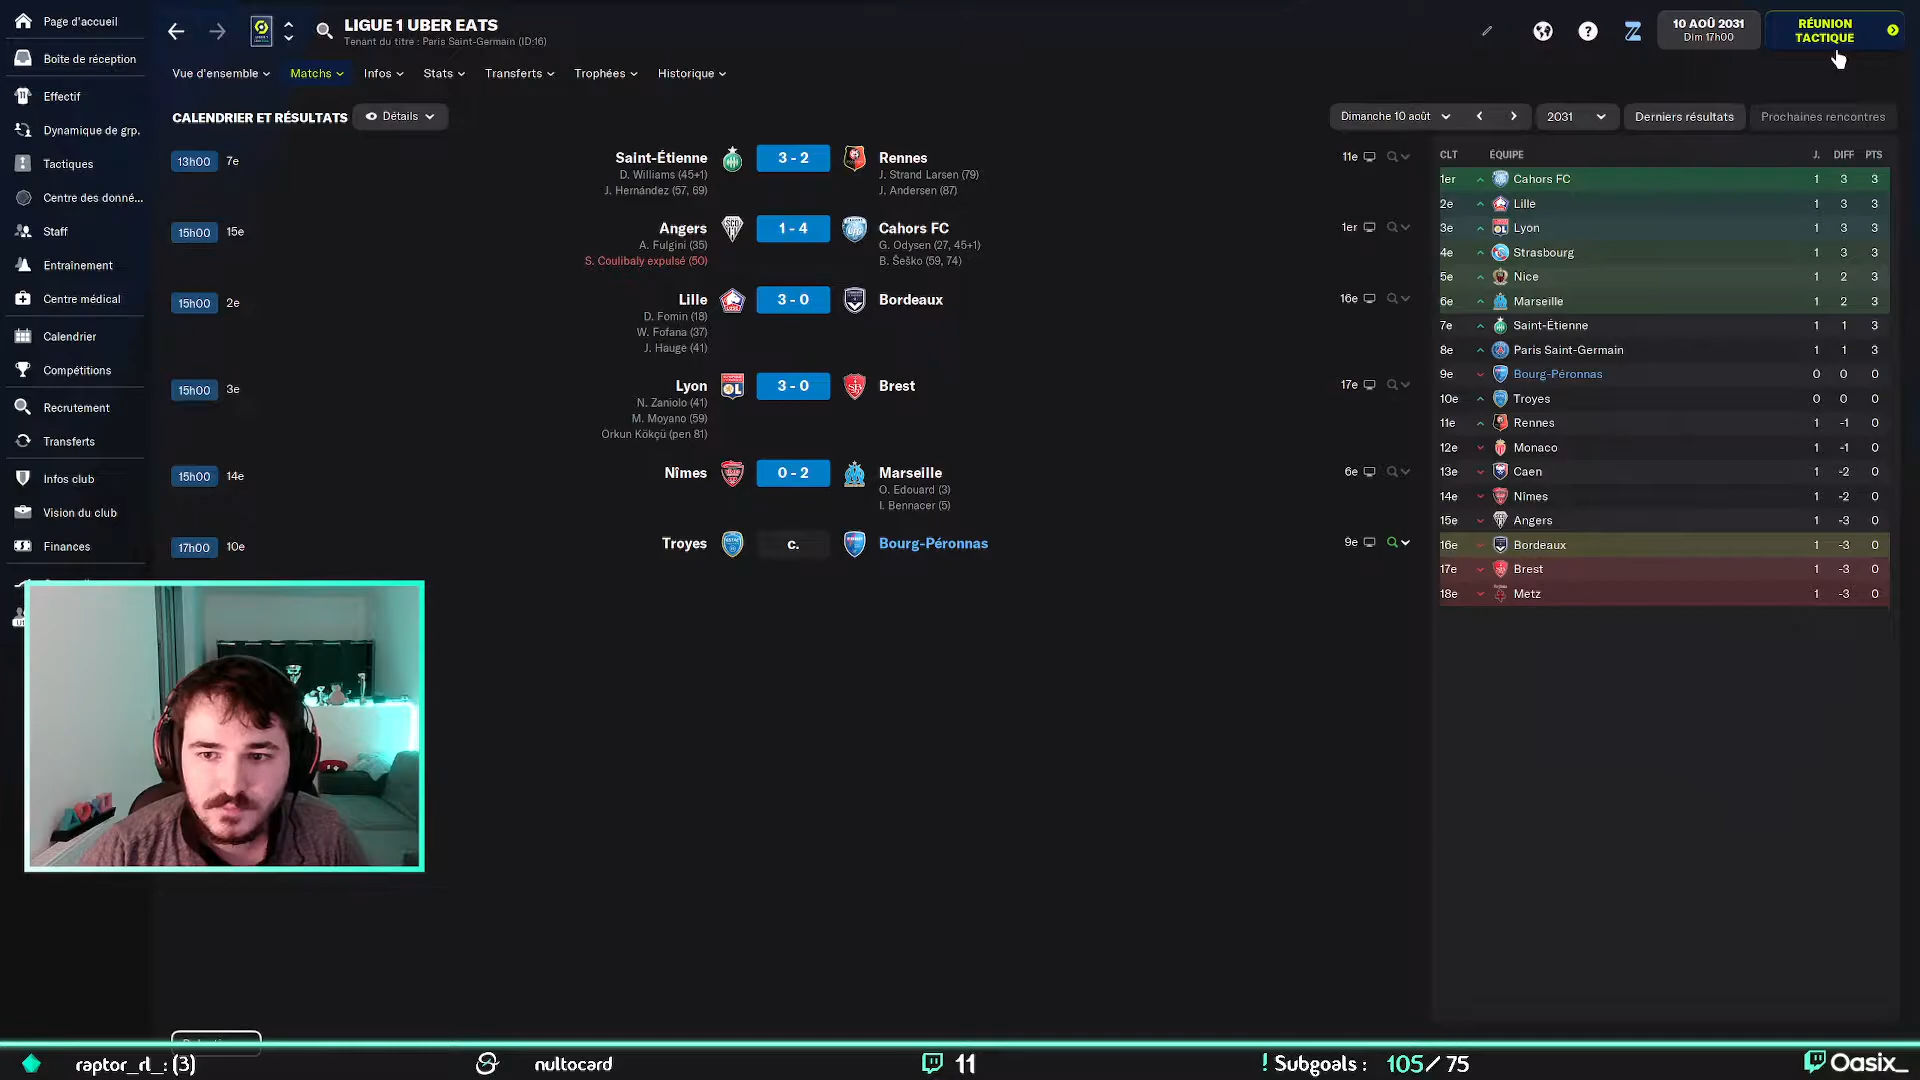 Page d'accueil
Boîte de réception
Effectif
Dynamique de grp.
Tactiques
Centre des donné...
Staff
Entraînement
Centre médical
Calendrier
Compétitions
Recrutement
Transferts
Infos club
Vision du club
Finances
LIGUE 1 UBER EATS
Tenant du titre : Paris Saint-Germain (ID:16)
10 AOÛ 2031
Dim 17h00
RÉUNION
TACTIQUE
Vue d'ensemble Matchs Infos Stats Transferts Trophées Historique
CALENDRIER ET RÉSULTATS Détails
Dimanche 10 août 2031 Derniers résultats Prochaines rencontres
13h00 7e Saint-Étienne 3 - 2 Rennes 11e
D. Williams (45+1) J. Strand Larsen (79)
J. Hernández (57, 69) J. Andersen (87)
15h00 15e Angers 1 - 4 Cahors FC 1er
A. Fulgini (35) G. Odysen (27, 45+1)
S. Coulibaly expulsé (50) B. Šeško (59, 74)
15h00 2e Lille 3 - 0 Bordeaux 16e
D. Fomin (18)
W. Fofana (37)
J. Hauge (41)
15h00 3e Lyon 3 - 0 Brest 17e
N. Zaniolo (41)
M. Moyano (59)
Orkun Kökçü (pen 81)
15h00 14e Nîmes 0 - 2 Marseille 6e
O. Edouard (3)
I. Bennacer (5)
17h00 10e Troyes c. Bourg-Péronnas 9e
CLT ÉQUIPE J. DIFF PTS
1er Cahors FC 1 3 3
2e Lille 1 3 3
3e Lyon 1 3 3
4e Strasbourg 1 3 3
5e Nice 1 2 3
6e Marseille 1 2 3
7e Saint-Étienne 1 1 3
8e Paris Saint-Germain 1 1 3
9e Bourg-Péronnas 0 0 0
10e Troyes 0 0 0
11e Rennes 1 -1 0
12e Monaco 1 -1 0
13e Caen 1 -2 0
14e Nîmes 1 -2 0
15e Angers 1 -3 0
16e Bordeaux 1 -3 0
17e Brest 1 -3 0
18e Metz 1 -3 0
raptor_rl_: (3) nultocard 11 ! Subgoals : 105 / 75 Oasix_